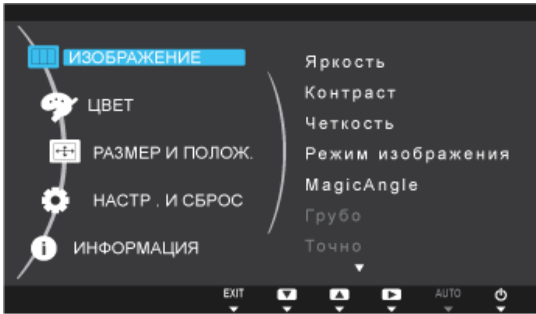 ИЗОБРАЖЕНИЕ
ЦВЕТ
РАЗМЕР И ПОЛОЖ.
НАСТР . И СБРОС
ИНФОРМАЦИЯ
Яркость
Контраст
Четкость
Режим изображения
MagicAngle
Грубо
Точно
EXIT
AUTO